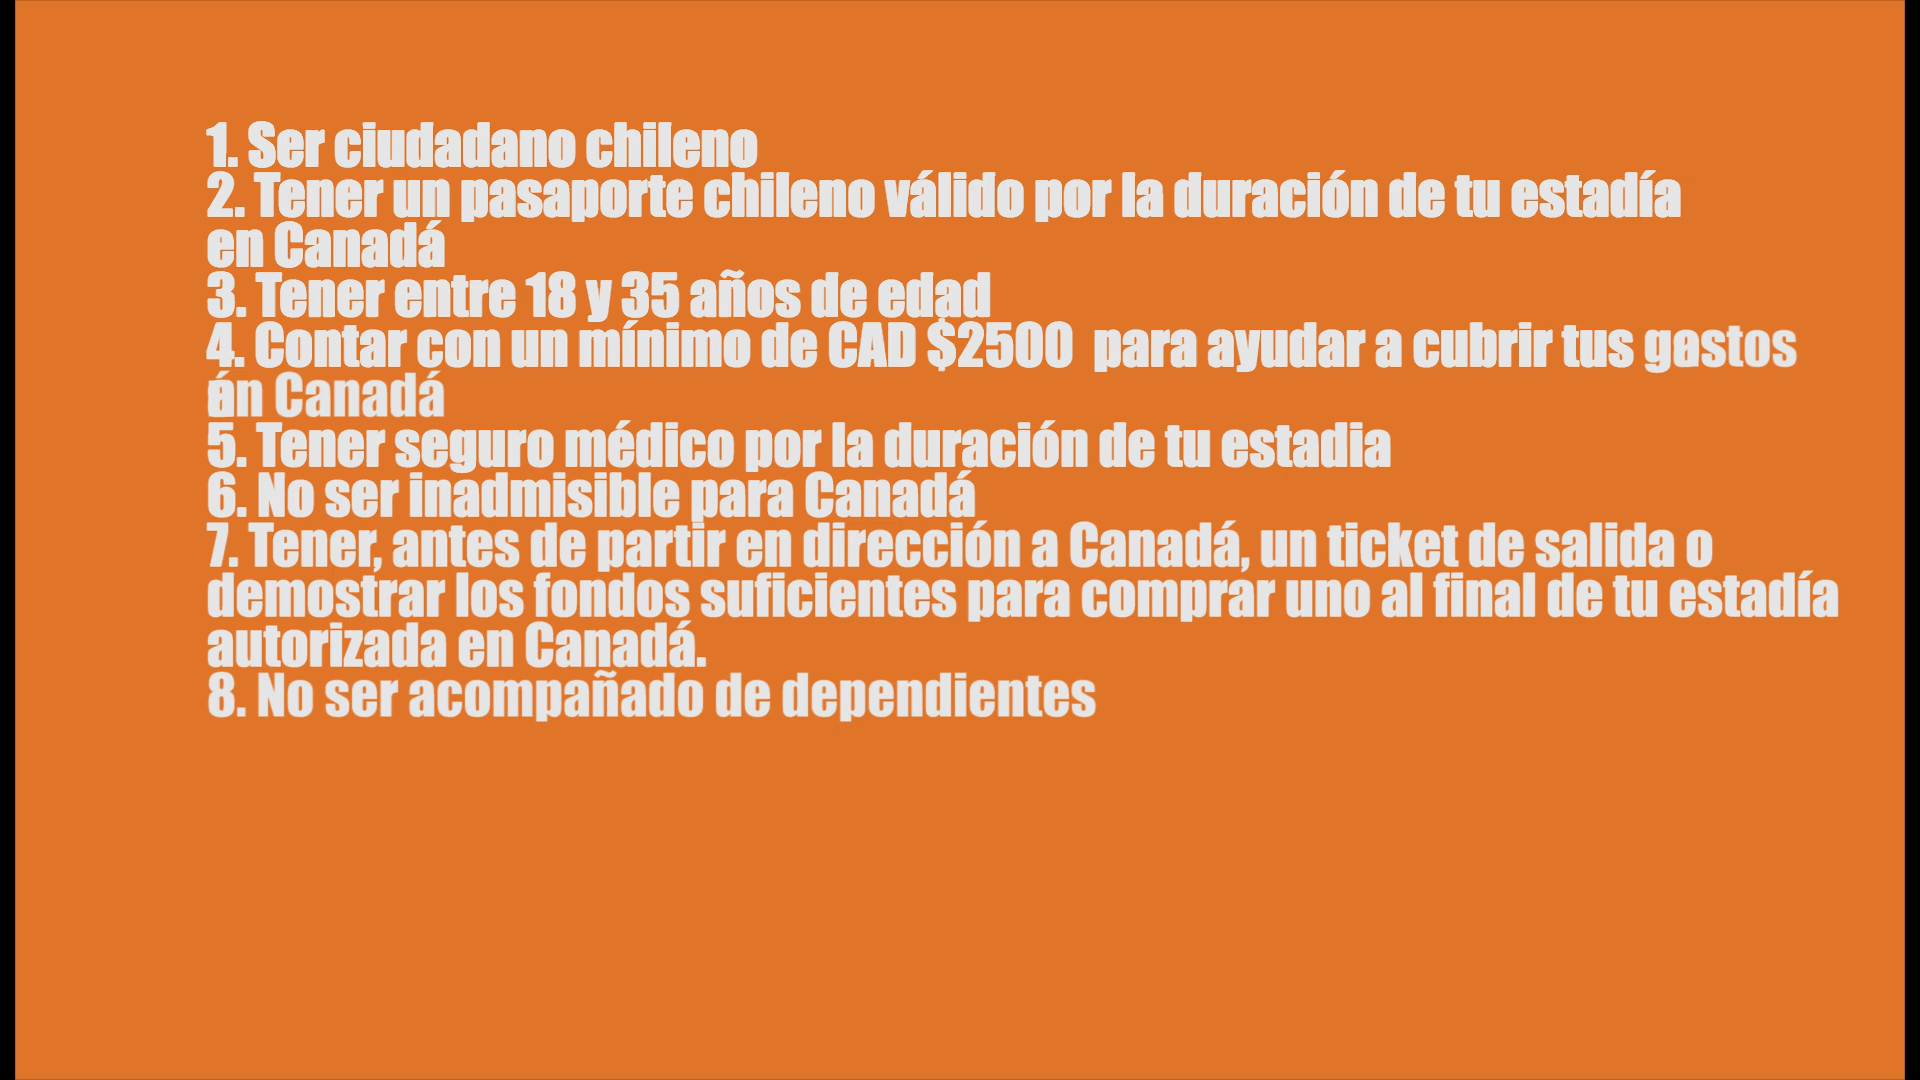 1. Ser ciudadano chileno
2. Tener un pasaporte chileno válido por la duración de tu estadía
en Canadá
3. Tener entre 18 y 35 años de edad
4. Contar con un mínimo de CAD $2500 para ayudar a cubrir tus gastos
en Canadá
5. Tener seguro médico por la duración de tu estadia
6. No ser inadmisible para Canadá
7. Tener, antes de partir en dirección a Canadá, un ticket de salida o
demostrar los fondos suficientes para comprar uno al final de tu estadía
autorizada en Canadá.
8. No ser acompañado de dependientes